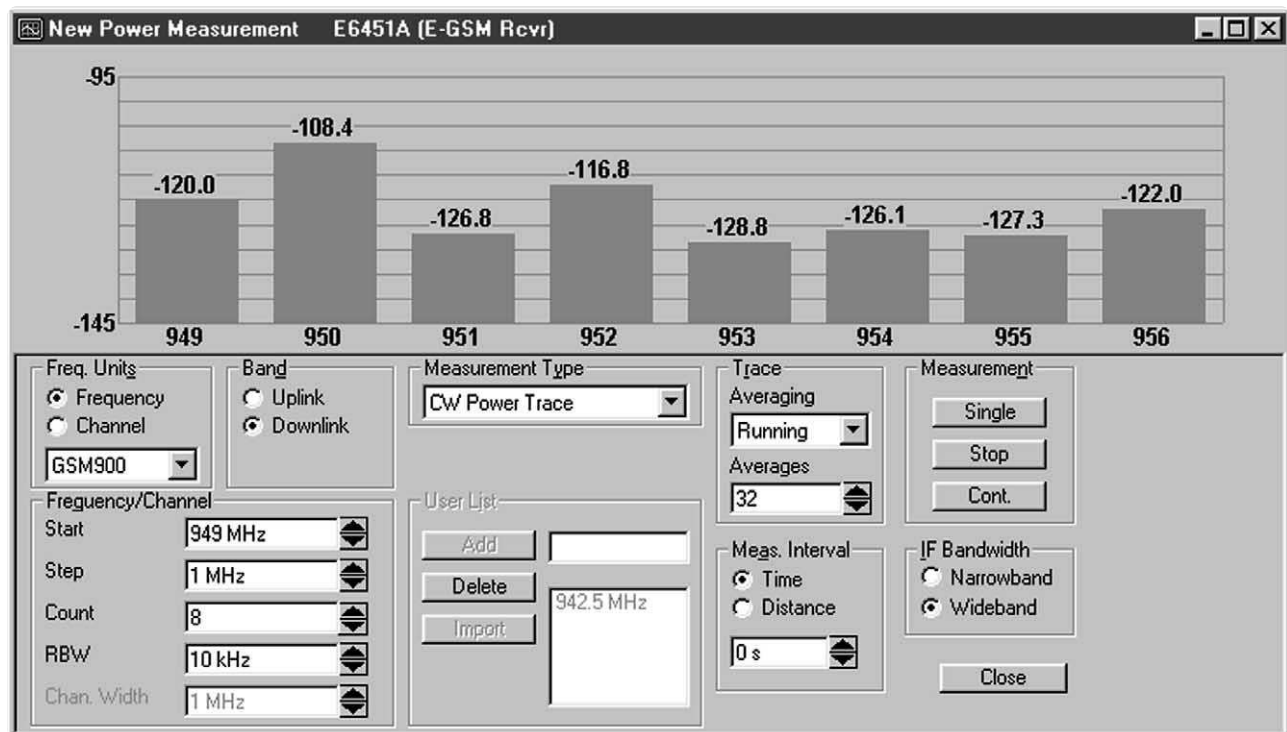 New Power Measurement E6451A (E-GSM Rcvr)
-95
-108.4
-116.8
-120.0
-122.0
-126.8
-128.8
-126.1
-127.3
-145
949 950 951 952 953 954 955 956
Freq. Units
Frequency
Channel
GSM900
Band
Uplink
Downlink
Measurement Type
CW Power Trace
Trace
Averaging
Running
Averages
32
Measurement
Single
Stop
Cont.
Frequency/Channel
Start 949 MHz
Step 1 MHz
Count 8
RBW 10 kHz
Chan. Width 1 MHz
User List
Add
Delete
Import
942.5 MHz
Meas. Interval
Time
Distance
0 s
IF Bandwidth
Narrowband
Wideband
Close